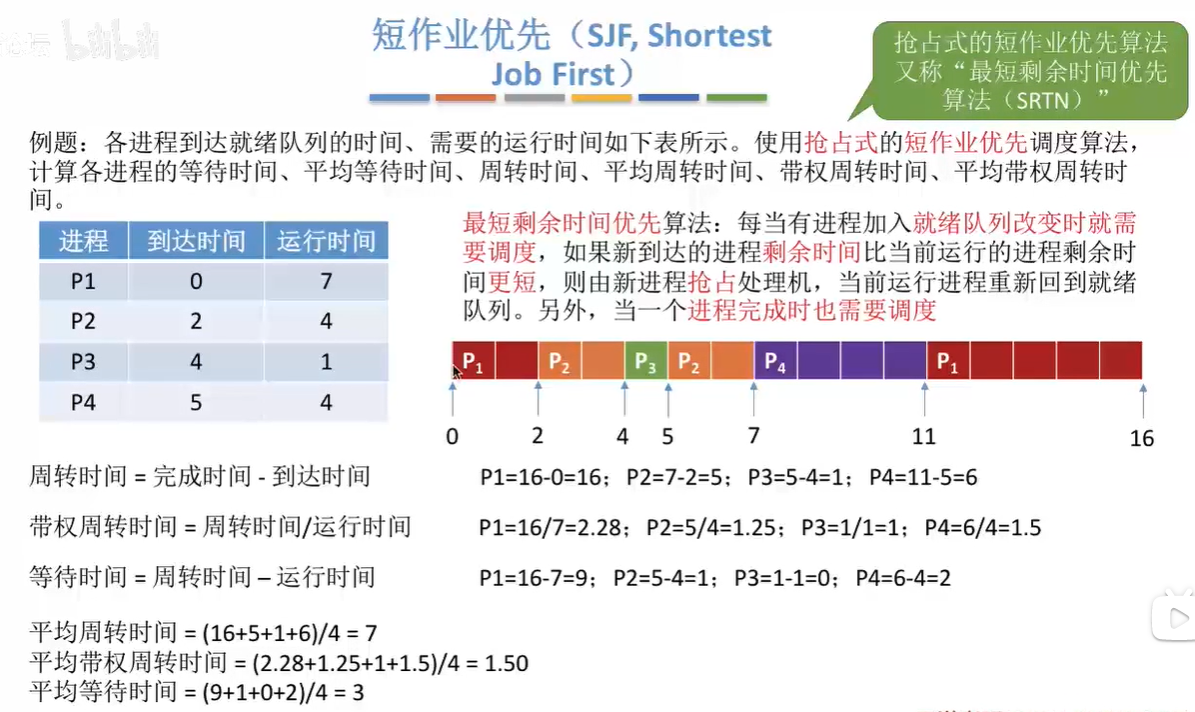 bilibili
短作业优先（SJF, Shortest
Job First）
抢占式的短作业优先算法
又称“最短剩余时间优先
算法（SRTN）”
例题：各进程到达就绪队列的时间、需要的运行时间如下表所示。使用抢占式的短作业优先调度算法，
计算各进程的等待时间、平均等待时间、周转时间、平均周转时间、带权周转时间、平均带权周转时
间。
进程 到达时间 运行时间
P1 0 7
P2 2 4
P3 4 1
P4 5 4
最短剩余时间优先算法：每当有进程加入就绪队列改变时就需
要调度，如果新到达的进程剩余时间比当前运行的进程剩余时
间更短，则由新进程抢占处理机，当前运行进程重新回到就绪
队列。另外，当一个进程完成时也需要调度
P1 P2 P3 P2 P4 P1
0 2 4 5 7 11 16
周转时间 = 完成时间 - 到达时间 P1=16-0=16；P2=7-2=5；P3=5-4=1；P4=11-5=6
带权周转时间 = 周转时间/运行时间 P1=16/7=2.28；P2=5/4=1.25；P3=1/1=1；P4=6/4=1.5
等待时间 = 周转时间 – 运行时间 P1=16-7=9；P2=5-4=1；P3=1-1=0；P4=6-4=2
平均周转时间 = (16+5+1+6)/4 = 7
平均带权周转时间 = (2.28+1.25+1+1.5)/4 = 1.50
平均等待时间 = (9+1+0+2)/4 = 3